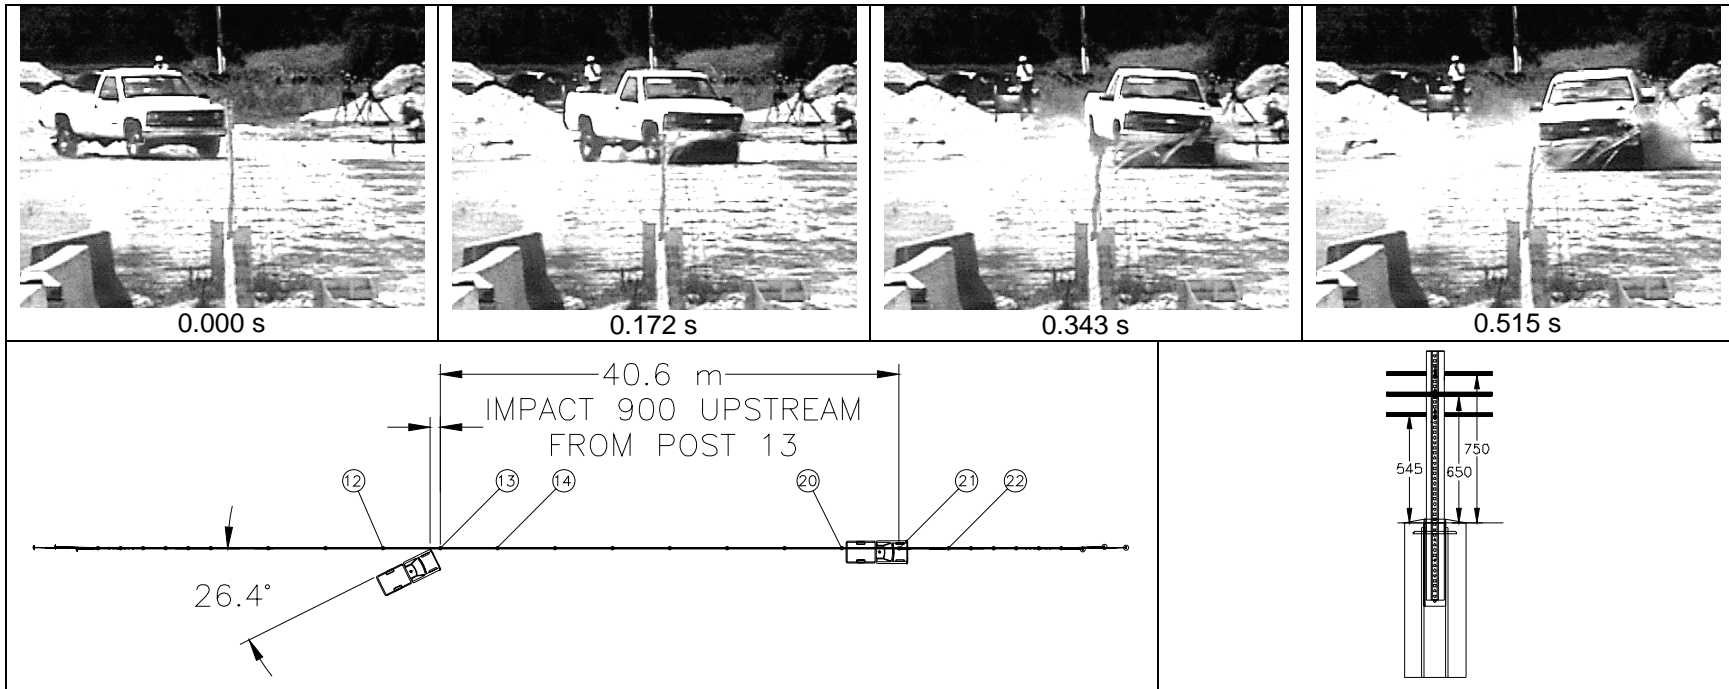 0.000 s
0.172 s
0.343 s
0.515 s
40.6 m
IMPACT 900 UPSTREAM
FROM POST 13
12
13
14
20
21
22
26.4°
545
650
750